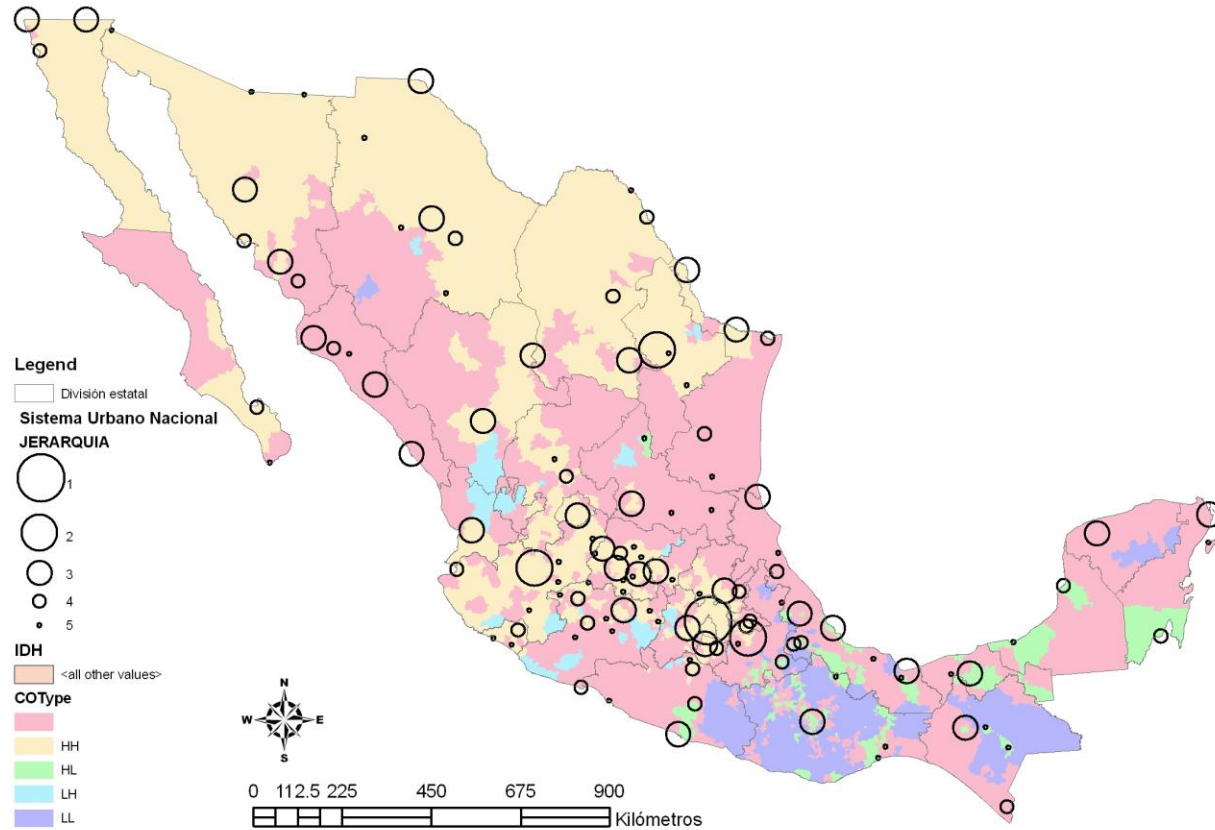 Legend
División estatal
Sistema Urbano Nacional
JERARQUIA
1
2
3
4
5
IDH
<all other values>
COType
HH
HL
LH
LL
N
W E
S
0 112.5 225 450 675 900
Kilómetros